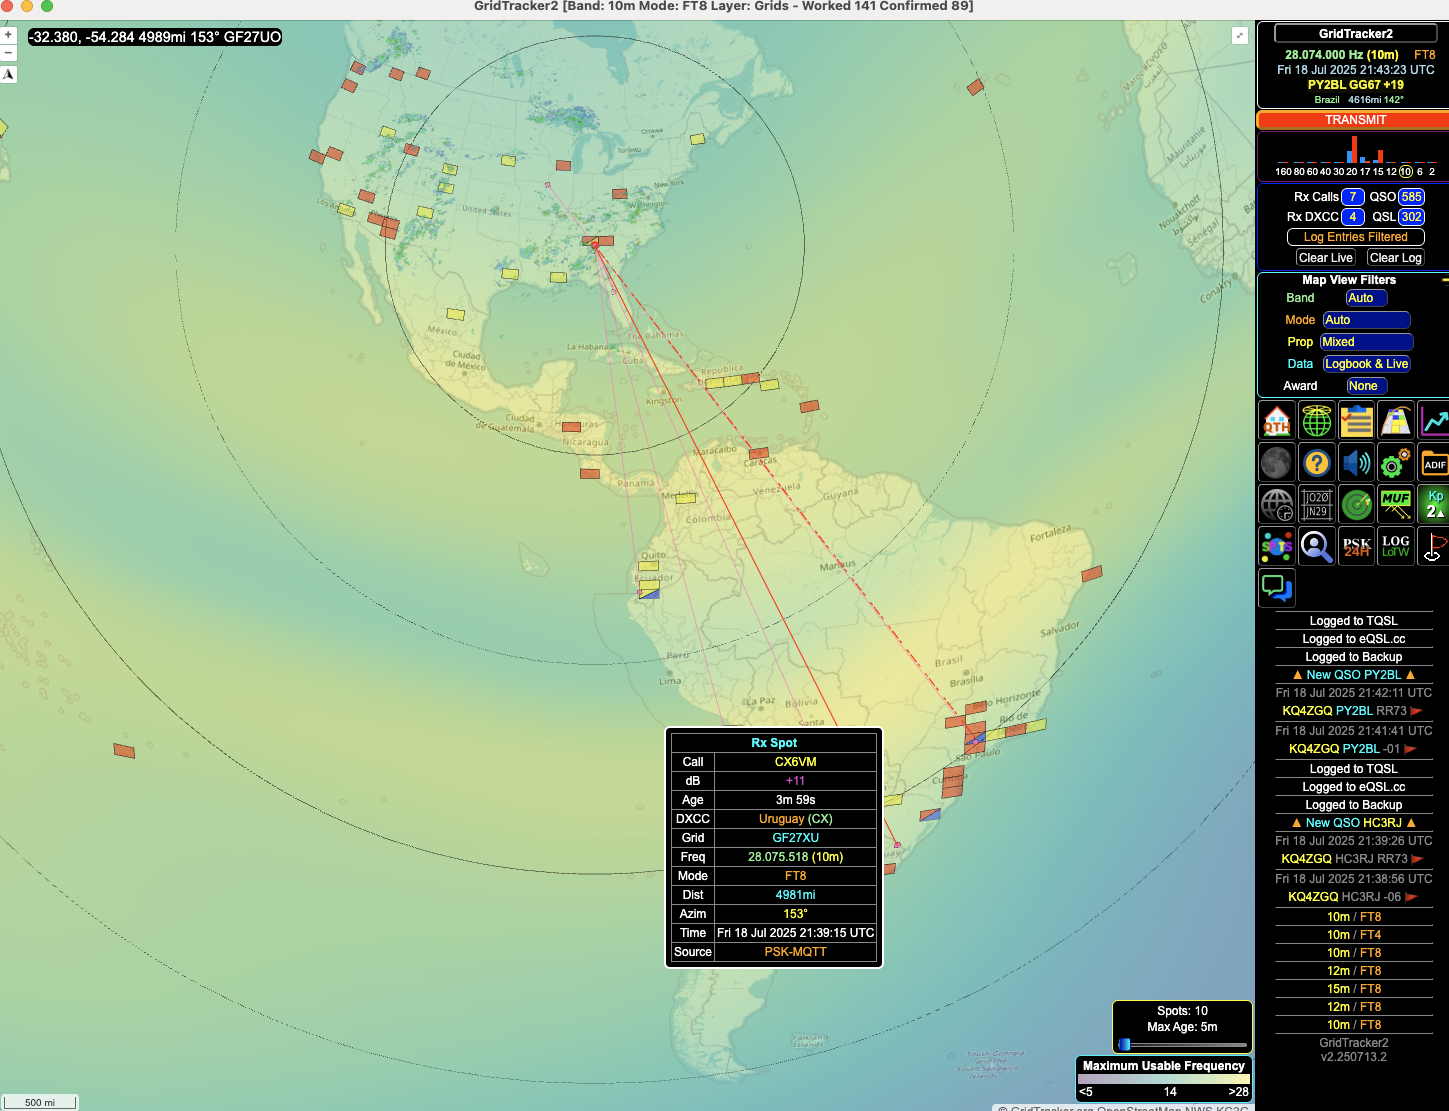 GridTracker2 [Band: 10m Mode: FT8 Layer: Grids - Worked 141 Confirmed 89]
+
−
-32.380, -54.284 4989mi 153° GF27UO
Ottawa
Toronto
New York
Washington
United States
Los
México
Ciudad
de México
La Habana
The Bahamas
Cuba
Republica
Kingston
Ciudad
de Guatemala
Honduras
Nicaragua
Maracaibo
Caracas
Panamá
Medellín
Venezuela
Guyana
Colombia
Quito
Ecuador
Manaus
Fortaleza
Perú
Lima
Brasil
Brasília
Salvador
La Paz
Bolivia
Santa
Belo Horizonte
Rio de
São Paulo
Curitiba
uay
Falkland
Islands
South Georgia
and the
South Sandwich
Islands
Mauritanie
Nouakchott
Sénégal
Conakry
Rx Spot
Call CX6VM
dB +11
Age 3m 59s
DXCC Uruguay (CX)
Grid GF27XU
Freq 28.075.518 (10m)
Mode FT8
Dist 4981mi
Azim 153°
Time Fri 18 Jul 2025 21:39:15 UTC
Source PSK-MQTT
Spots: 10
Max Age: 5m
Maximum Usable Frequency
<5 14 >28
500 mi
© GridTracker.org OpenStreetMap NWS KC2G
GridTracker2
28.074.000 Hz (10m) FT8
Fri 18 Jul 2025 21:43:23 UTC
PY2BL GG67 +19
Brazil 4616mi 142°
TRANSMIT
160 80 60 40 30 20 17 15 12 10 6 2
Rx Calls 7 QSO 585
Rx DXCC 4 QSL 302
Log Entries Filtered
Clear Live Clear Log
Map View Filters
Band Auto
Mode Auto
Prop Mixed
Data Logbook & Live
Award None
QTH
?
ADIF
JO20
JN29
MUF
Kp
2▲
SPOTS
PSK
24H
LOG
LoTW
Logged to TQSL
Logged to eQSL.cc
Logged to Backup
▲ New QSO PY2BL ▲
Fri 18 Jul 2025 21:42:11 UTC
KQ4ZGQ PY2BL RR73
Fri 18 Jul 2025 21:41:41 UTC
KQ4ZGQ PY2BL -01
Logged to TQSL
Logged to eQSL.cc
Logged to Backup
▲ New QSO HC3RJ ▲
Fri 18 Jul 2025 21:39:26 UTC
KQ4ZGQ HC3RJ RR73
Fri 18 Jul 2025 21:38:56 UTC
KQ4ZGQ HC3RJ -06
10m / FT8
10m / FT4
10m / FT8
12m / FT8
15m / FT8
12m / FT8
10m / FT8
GridTracker2
v2.250713.2